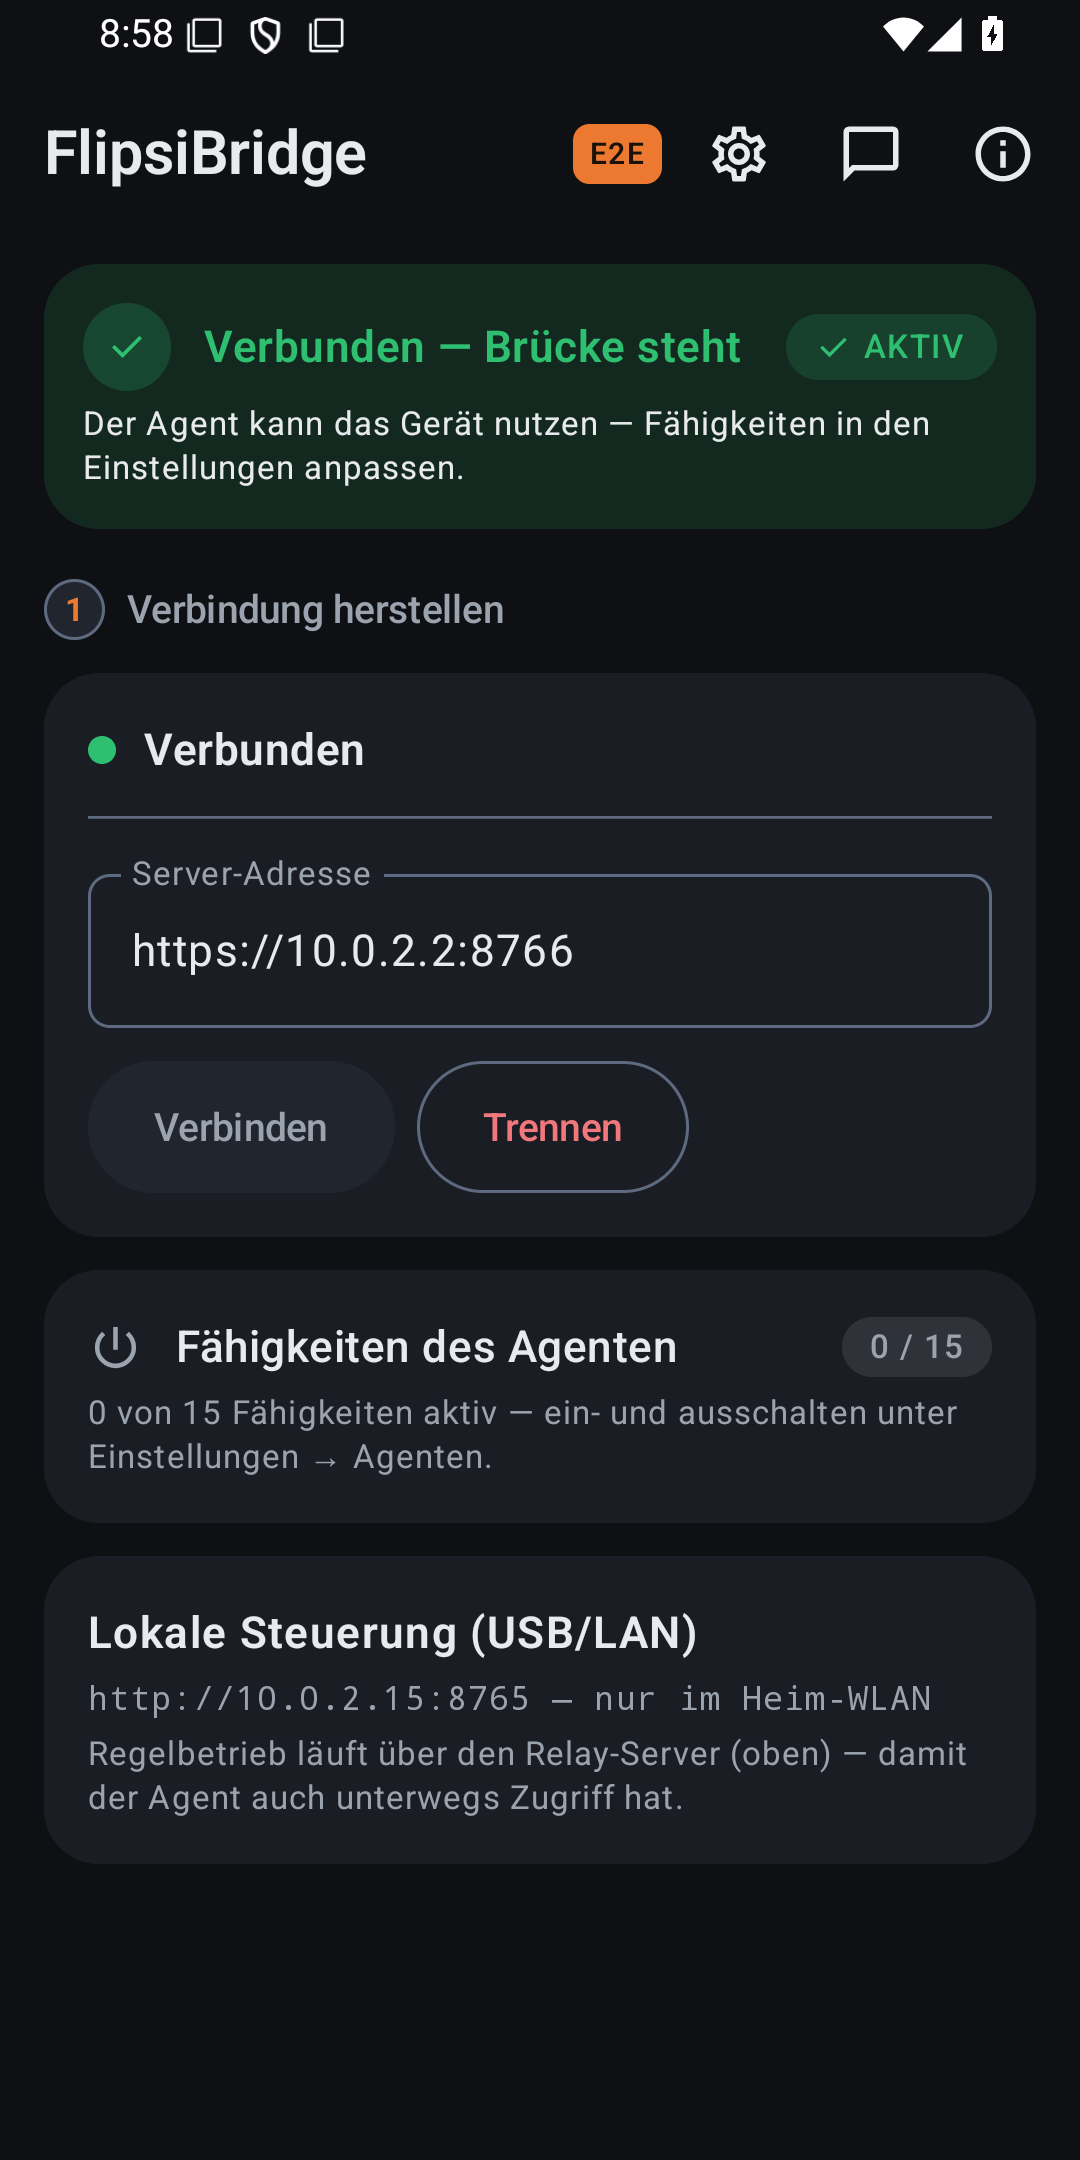 8:58
FlipsiBridge
E2E
Verbunden — Brücke steht
AKTIV
Der Agent kann das Gerät nutzen — Fähigkeiten in den
Einstellungen anpassen.
1 Verbindung herstellen
Verbunden
Server-Adresse
https://10.0.2.2:8766
Verbinden
Trennen
Fähigkeiten des Agenten
0 / 15
0 von 15 Fähigkeiten aktiv — ein- und ausschalten unter
Einstellungen → Agenten.
Lokale Steuerung (USB/LAN)
http://10.0.2.15:8765 — nur im Heim-WLAN
Regelbetrieb läuft über den Relay-Server (oben) — damit
der Agent auch unterwegs Zugriff hat.